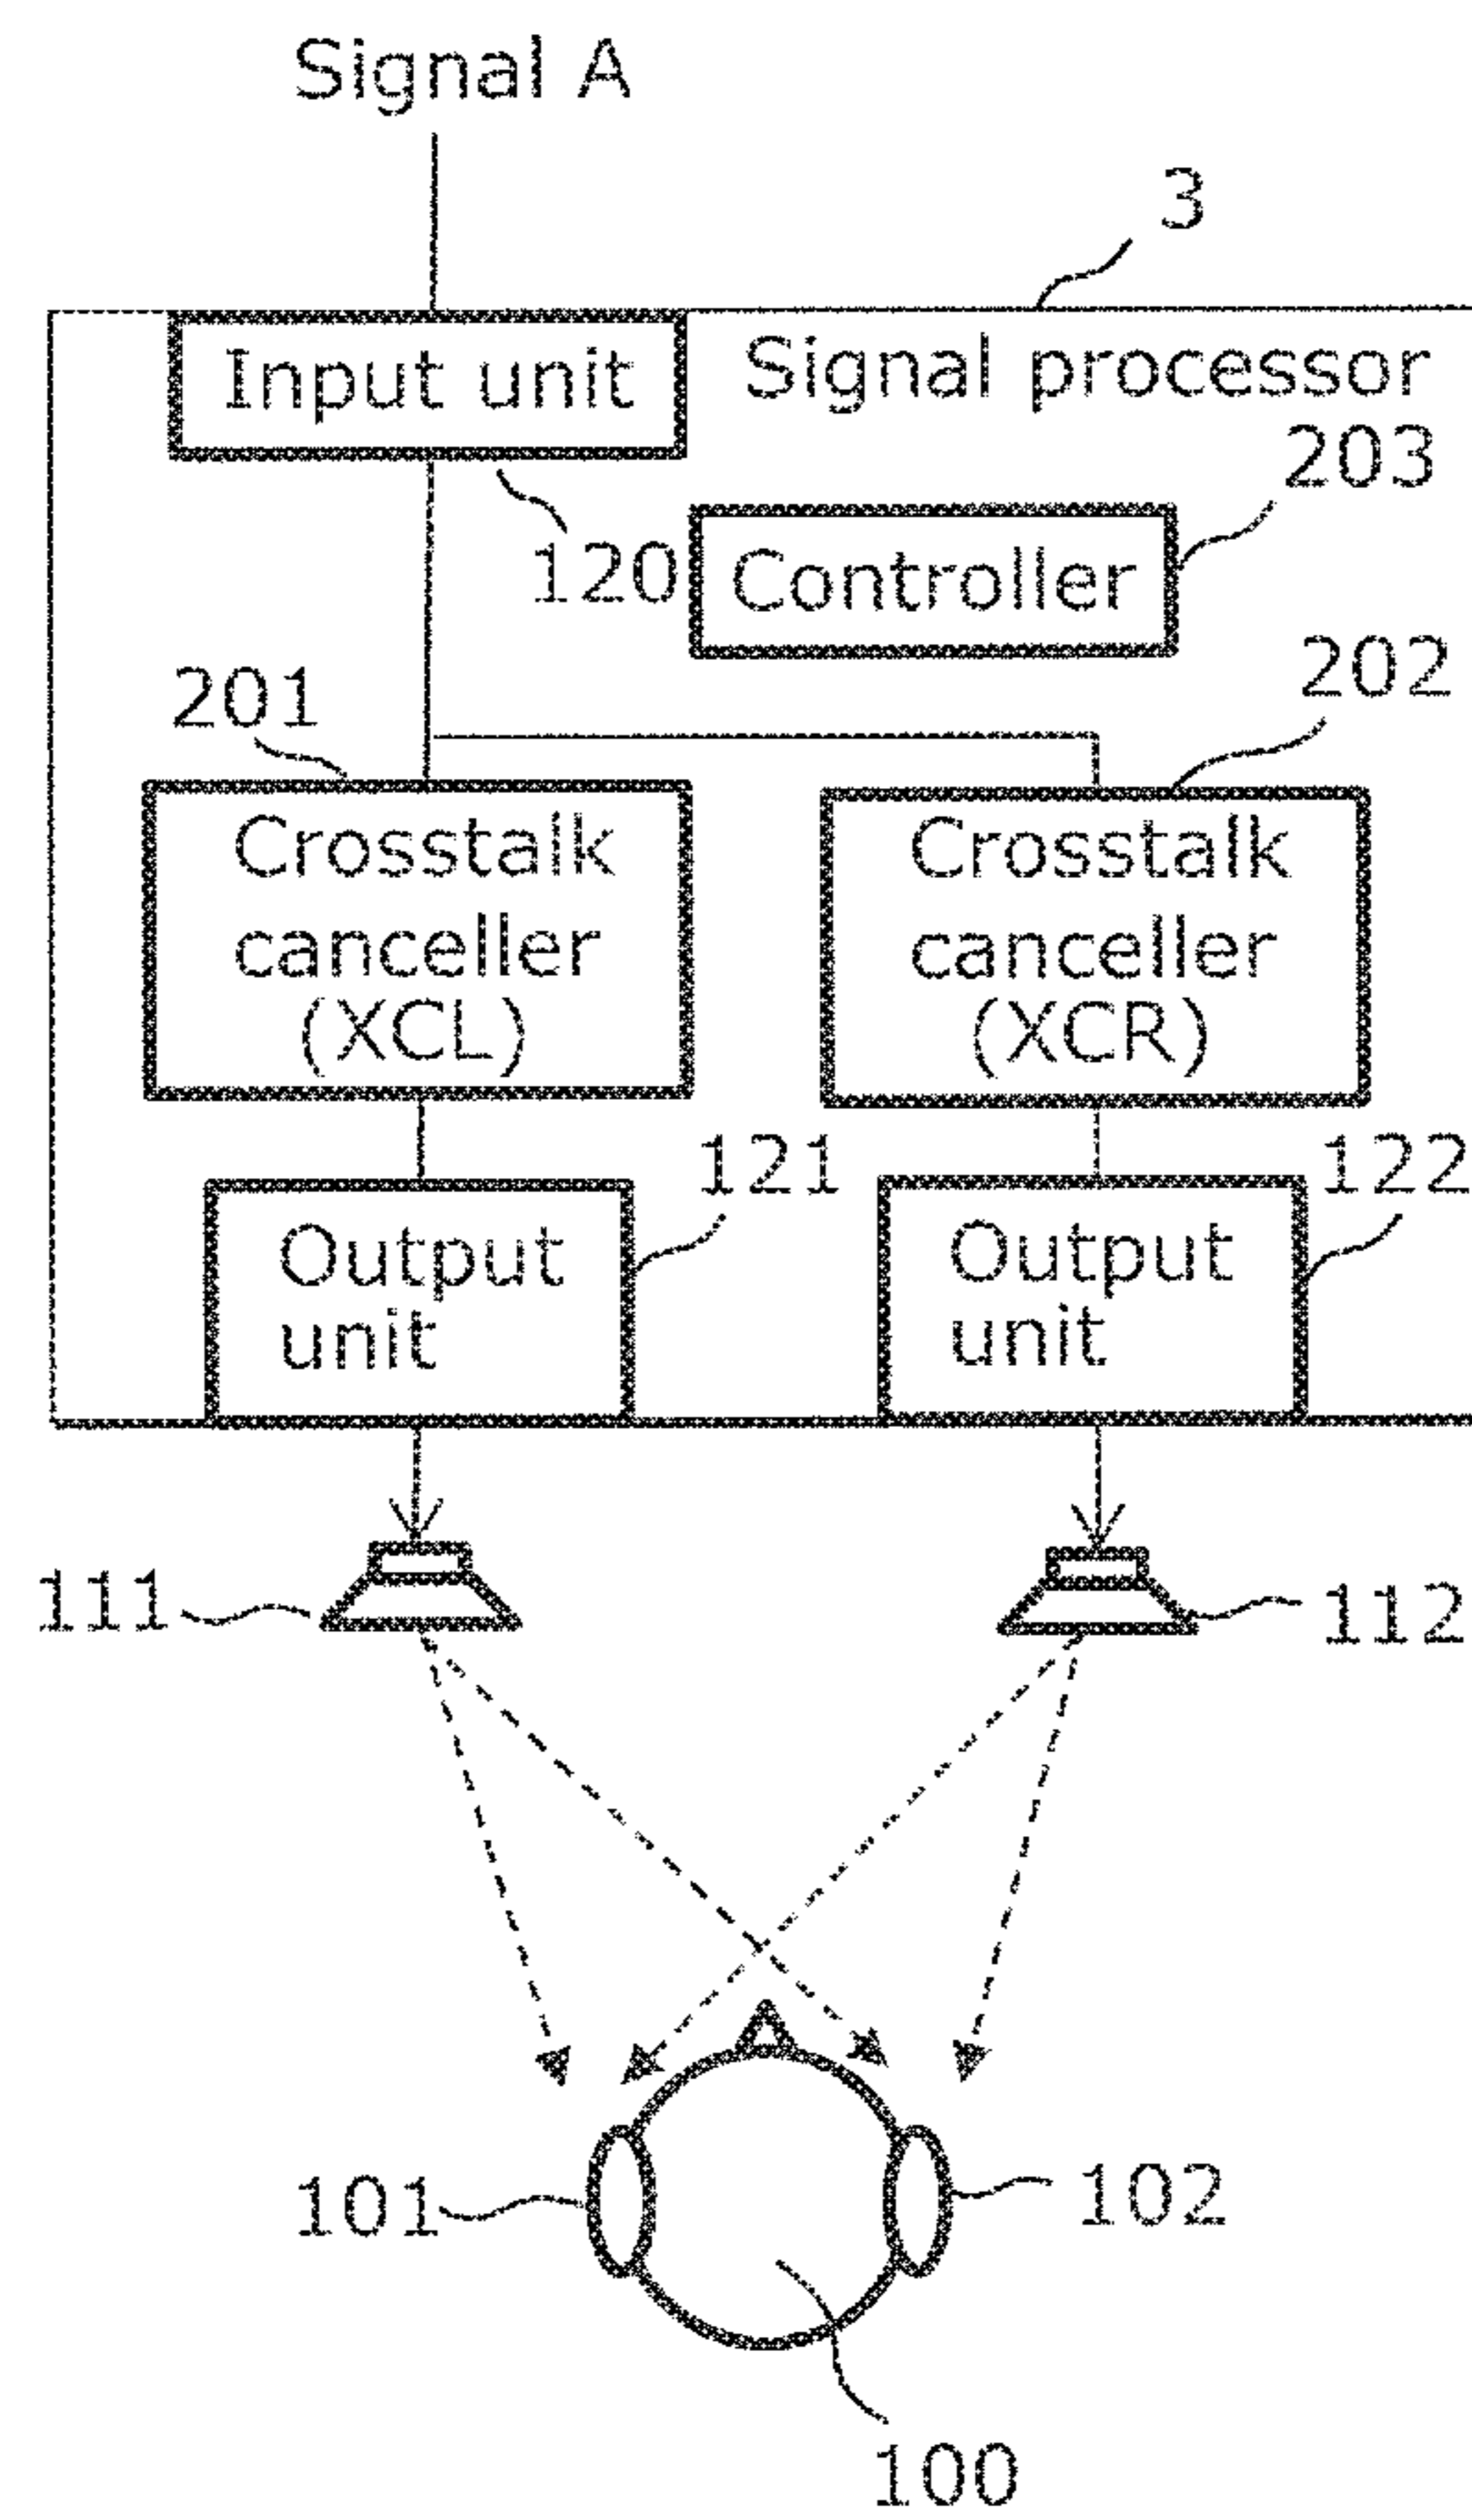 Signal A
3
Input unit
Signal processor
203
120
Controller
201
202
Crosstalk
canceller
(XCL)
Crosstalk
canceller
(XCR)
121
122
Output
unit
Output
unit
111
112
101
102
100